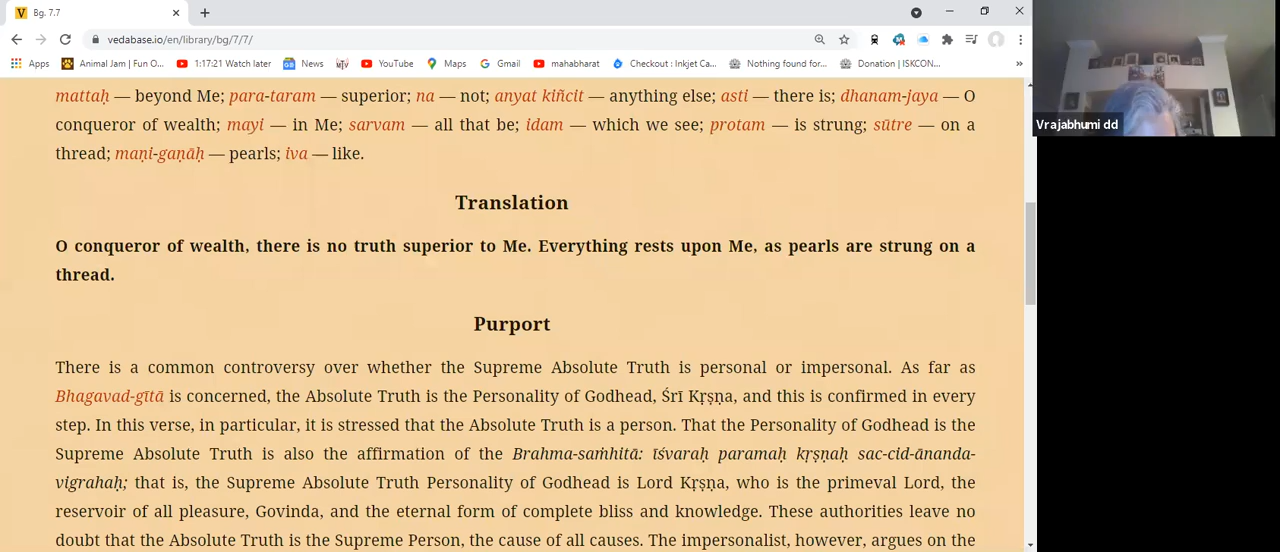 Bg. 7.7
vedabase.io/en/library/bg/7/7/
Apps Animal Jam | Fun O... 1:17:21 Watch later News YouTube Maps Gmail mahabharat Checkout : Inkjet Ca... Nothing found for... Donation | ISKCON... »
mattaḥ — beyond Me; para-taram — superior; na — not; anyat kiñcit — anything else; asti — there is; dhanam-jaya — O
conqueror of wealth; mayi — in Me; sarvam — all that be; idam — which we see; protam — is strung; sūtre — on a
thread; maṇi-gaṇāḥ — pearls; iva — like.
Translation
O conqueror of wealth, there is no truth superior to Me. Everything rests upon Me, as pearls are strung on a
thread.
Purport
There is a common controversy over whether the Supreme Absolute Truth is personal or impersonal. As far as
Bhagavad-gītā is concerned, the Absolute Truth is the Personality of Godhead, Śrī Kṛṣṇa, and this is confirmed in every
step. In this verse, in particular, it is stressed that the Absolute Truth is a person. That the Personality of Godhead is the
Supreme Absolute Truth is also the affirmation of the Brahma-saṁhitā: īśvaraḥ paramaḥ kṛṣṇaḥ sac-cid-ānanda-
vigrahaḥ; that is, the Supreme Absolute Truth Personality of Godhead is Lord Kṛṣṇa, who is the primeval Lord, the
reservoir of all pleasure, Govinda, and the eternal form of complete bliss and knowledge. These authorities leave no
doubt that the Absolute Truth is the Supreme Person, the cause of all causes. The impersonalist, however, argues on the
Vrajabhumi dd